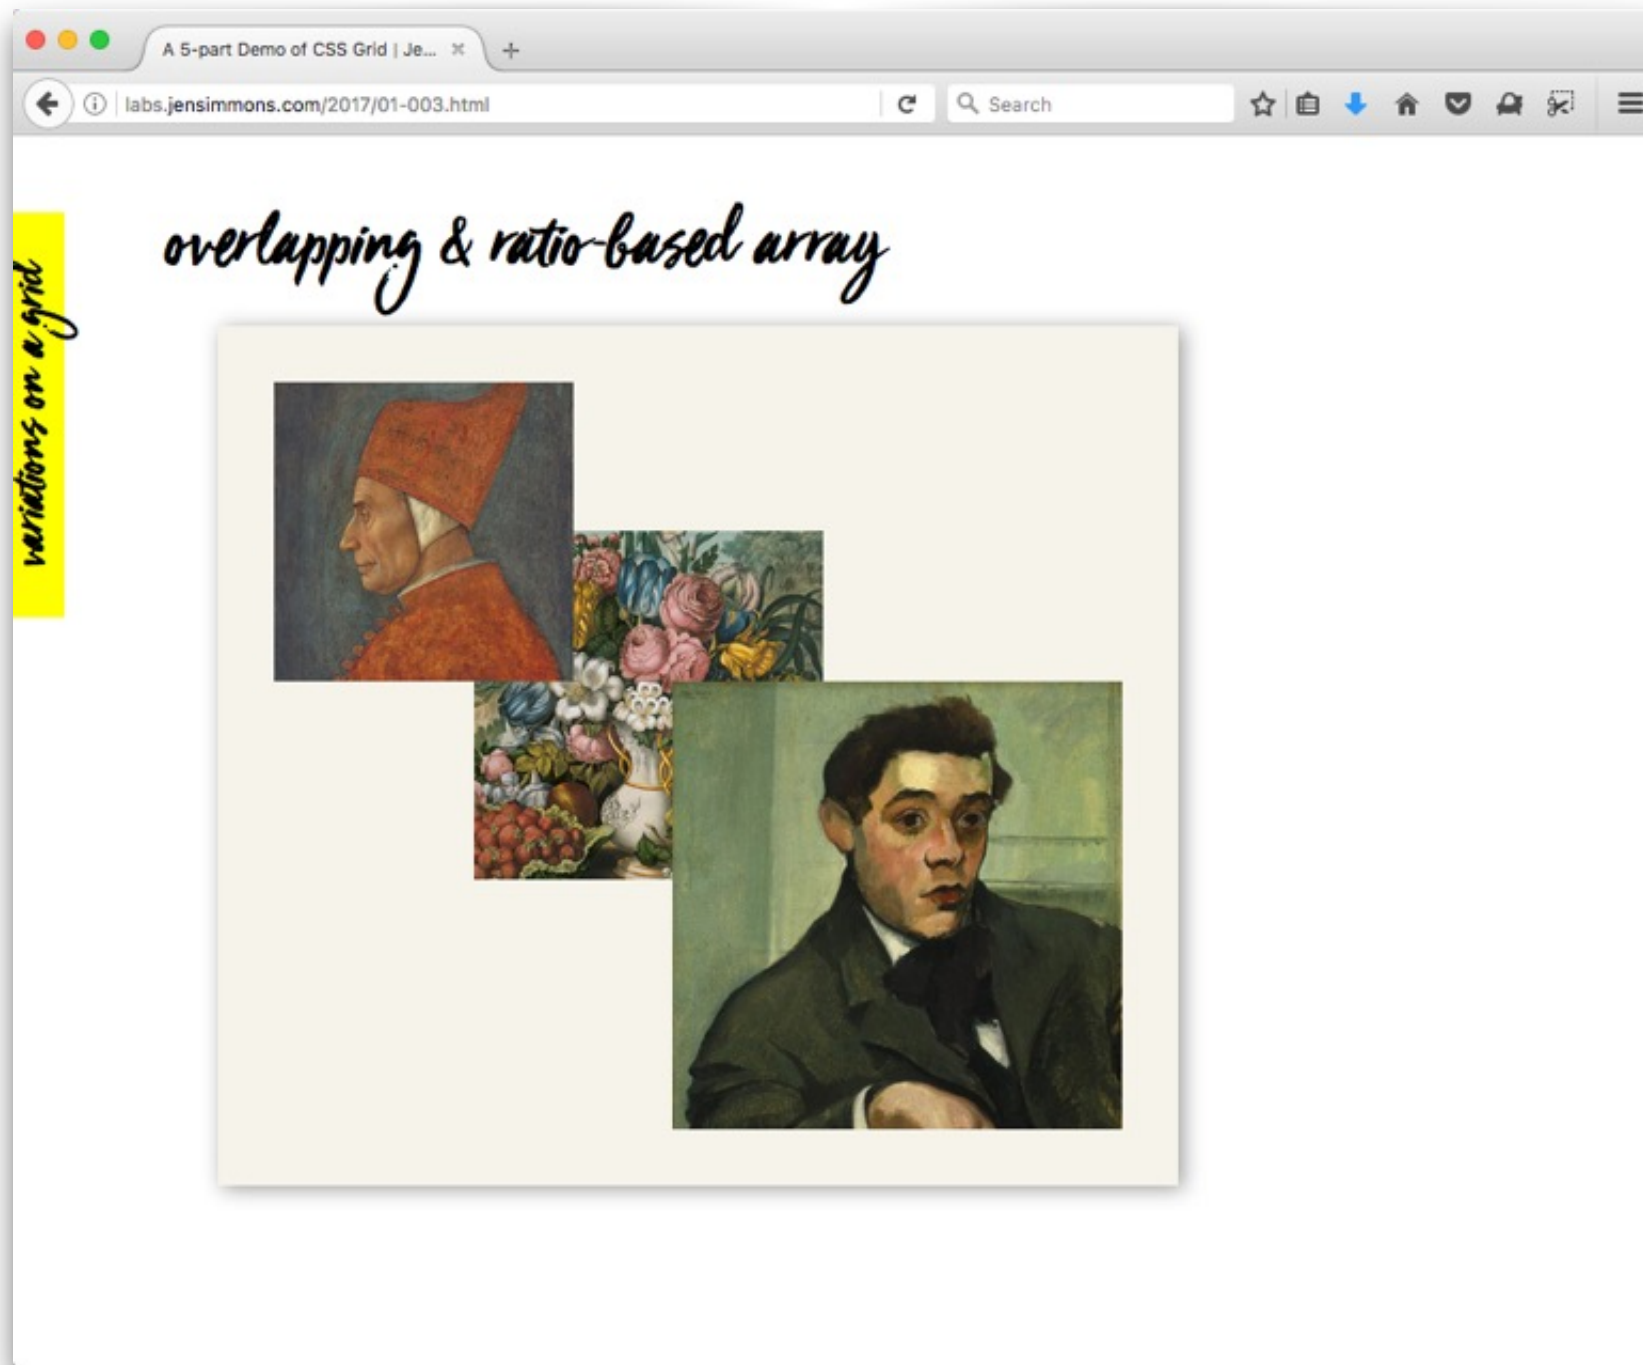 A 5-part Demo of CSS Grid | Je...
labs.jensimmons.com/2017/01-003.html
Search
overlapping & ratio-based array
variations on a grid